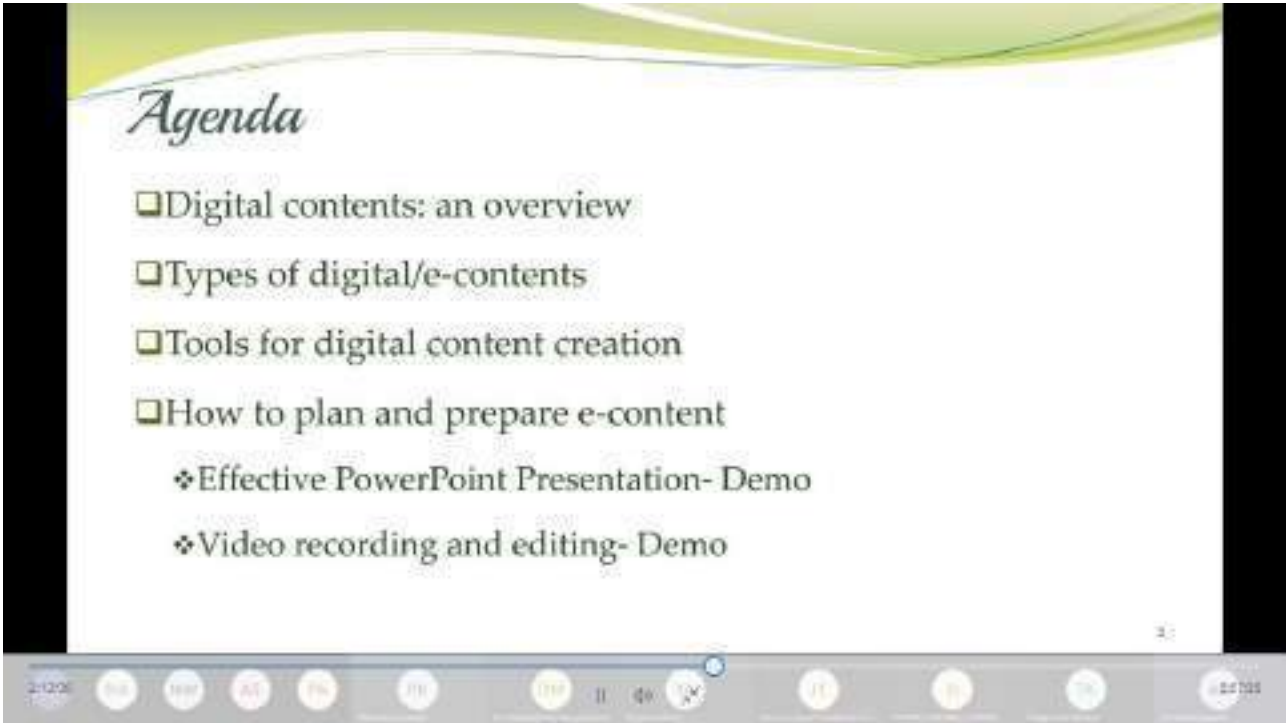 Agenda
Digital contents: an overview
Types of digital/e-contents
Tools for digital content creation
How to plan and prepare e-content
Effective PowerPoint Presentation- Demo
Video recording and editing- Demo